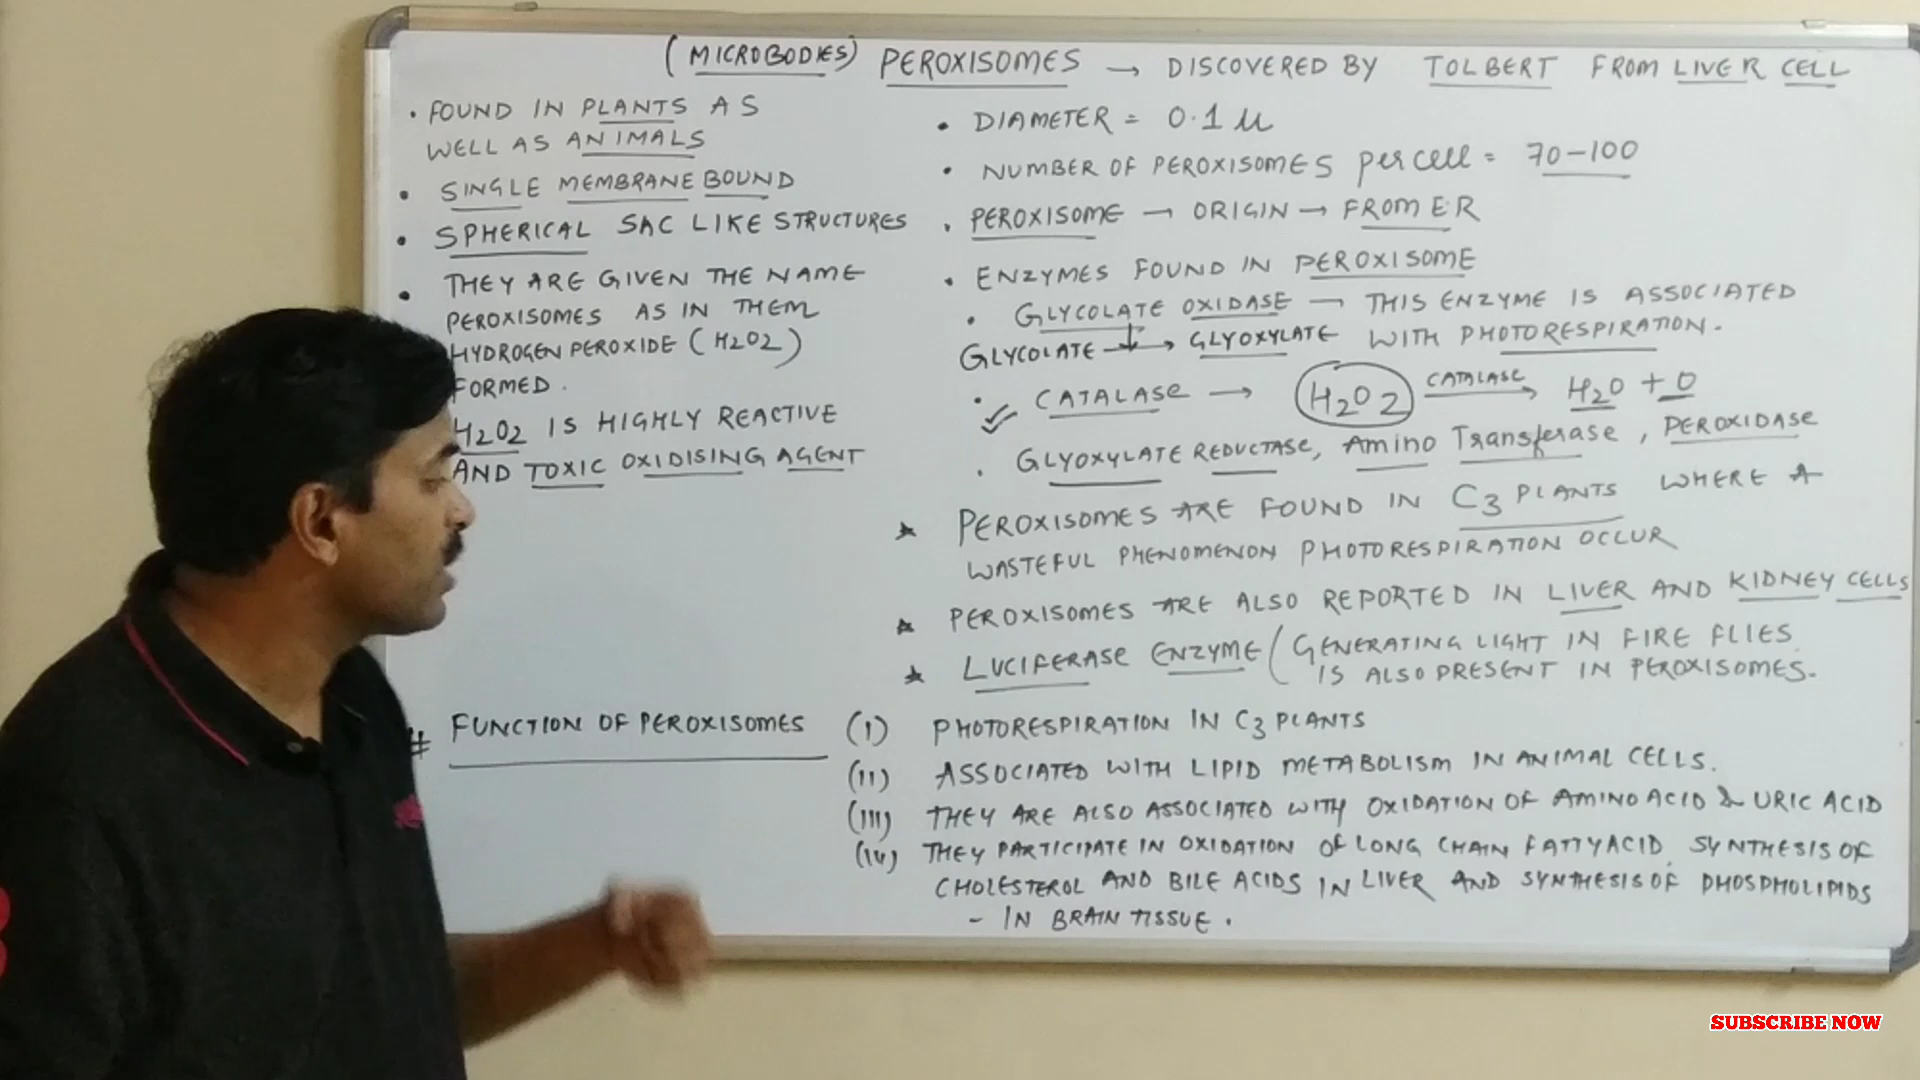 (MICROBODIES) PEROXISOMES → DISCOVERED BY TOLBERT FROM LIVER CELL
• FOUND IN PLANTS AS
WELL AS ANIMALS
• SINGLE MEMBRANE BOUND
• SPHERICAL SAC LIKE STRUCTURES
• THEY ARE GIVEN THE NAME
PEROXISOMES AS IN THEM
HYDROGEN PEROXIDE (H2O2)
FORMED.
H2O2 IS HIGHLY REACTIVE
AND TOXIC OXIDISING AGENT
• DIAMETER = 0.1 μ
• NUMBER OF PEROXISOMES per cell = 70-100
• PEROXISOME → ORIGIN → FROM ER
• ENZYMES FOUND IN PEROXISOME
• GLYCOLATE OXIDASE → THIS ENZYME IS ASSOCIATED
GLYCOLATE → GLYOXYLATE WITH PHOTORESPIRATION.
• CATALASE → H2O2 CATALASE → H2O + O
• GLYOXYLATE REDUCTASE, Amino Transferase, PEROXIDASE
★ PEROXISOMES ARE FOUND IN C3 PLANTS WHERE A
WASTEFUL PHENOMENON PHOTORESPIRATION OCCUR
★ PEROXISOMES ARE ALSO REPORTED IN LIVER AND KIDNEY CELLS
★ LUCIFERASE ENZYME (GENERATING LIGHT IN FIRE FLIES
IS ALSO PRESENT IN PEROXISOMES.
# FUNCTION OF PEROXISOMES
(I) PHOTORESPIRATION IN C3 PLANTS
(II) ASSOCIATED WITH LIPID METABOLISM IN ANIMAL CELLS.
(III) THEY ARE ALSO ASSOCIATED WITH OXIDATION OF AMINO ACID & URIC ACID
(IV) THEY PARTICIPATE IN OXIDATION OF LONG CHAIN FATTY ACID, SYNTHESIS OF
CHOLESTEROL AND BILE ACIDS IN LIVER AND SYNTHESIS OF PHOSPHOLIPIDS
- IN BRAIN TISSUE.
SUBSCRIBE NOW